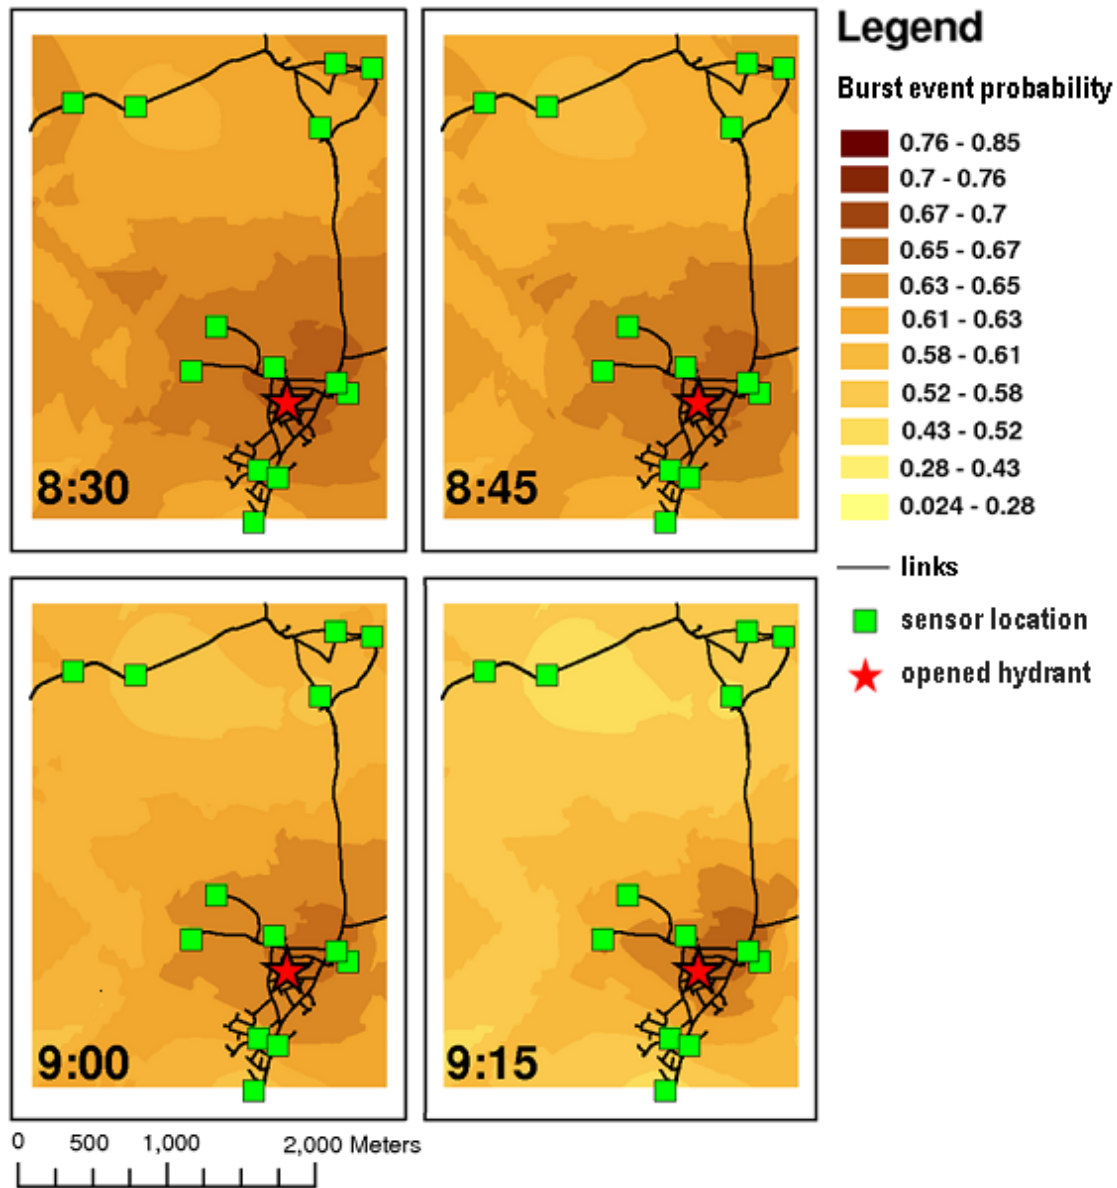 8:30
8:45
Legend
Burst event probability
0.76 - 0.85
0.7 - 0.76
0.67 - 0.7
0.65 - 0.67
0.63 - 0.65
0.61 - 0.63
0.58 - 0.61
0.52 - 0.58
0.43 - 0.52
0.28 - 0.43
0.024 - 0.28
links
sensor location
opened hydrant
9:00
9:15
0 500 1,000 2,000 Meters